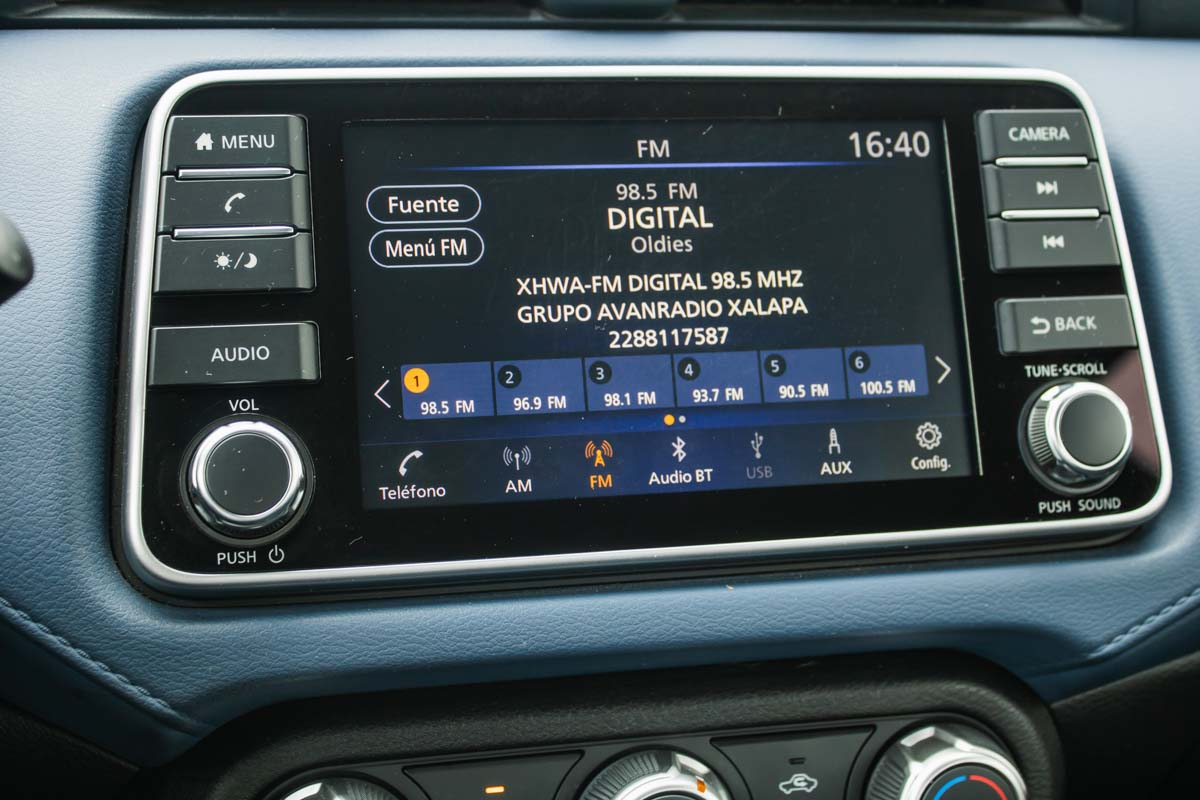 MENU
AUDIO
VOL
PUSH
FM
16:40
Fuente
Menú FM
98.5 FM
DIGITAL
Oldies
XHWA-FM DIGITAL 98.5 MHZ
GRUPO AVANRADIO XALAPA
2288117587
1 2 3 4 5 6
98.5 FM 96.9 FM 98.1 FM 93.7 FM 90.5 FM 100.5 FM
Teléfono AM FM Audio BT USB AUX Config.
CAMERA
BACK
TUNE·SCROLL
PUSH SOUND